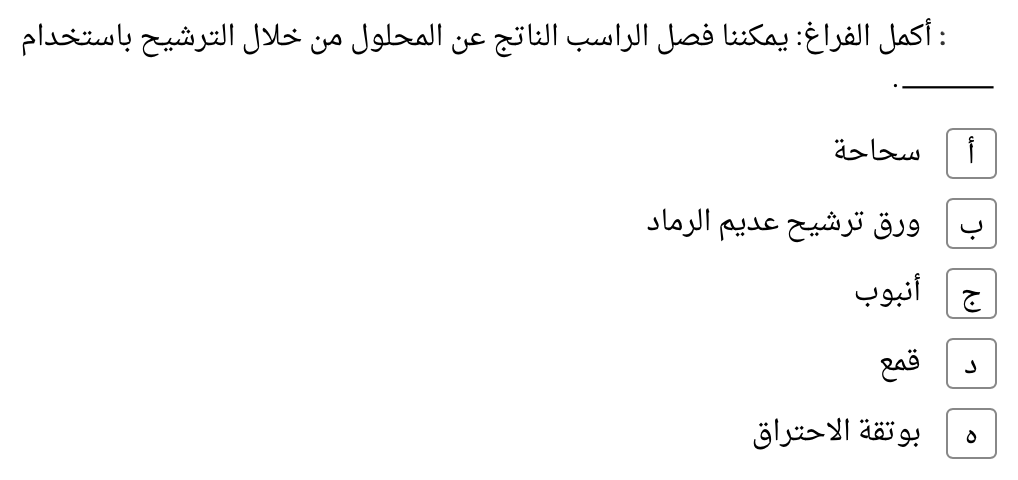 : أكمل الفراغ: يمكننا فصل الراسب الناتج عن المحلول من خلال الترشيح باستخدام
ــــــــــ.
أ سحاحة
ب ورق ترشيح عديم الرماد
ج أنبوب
د قمع
ه بوتقة الاحتراق